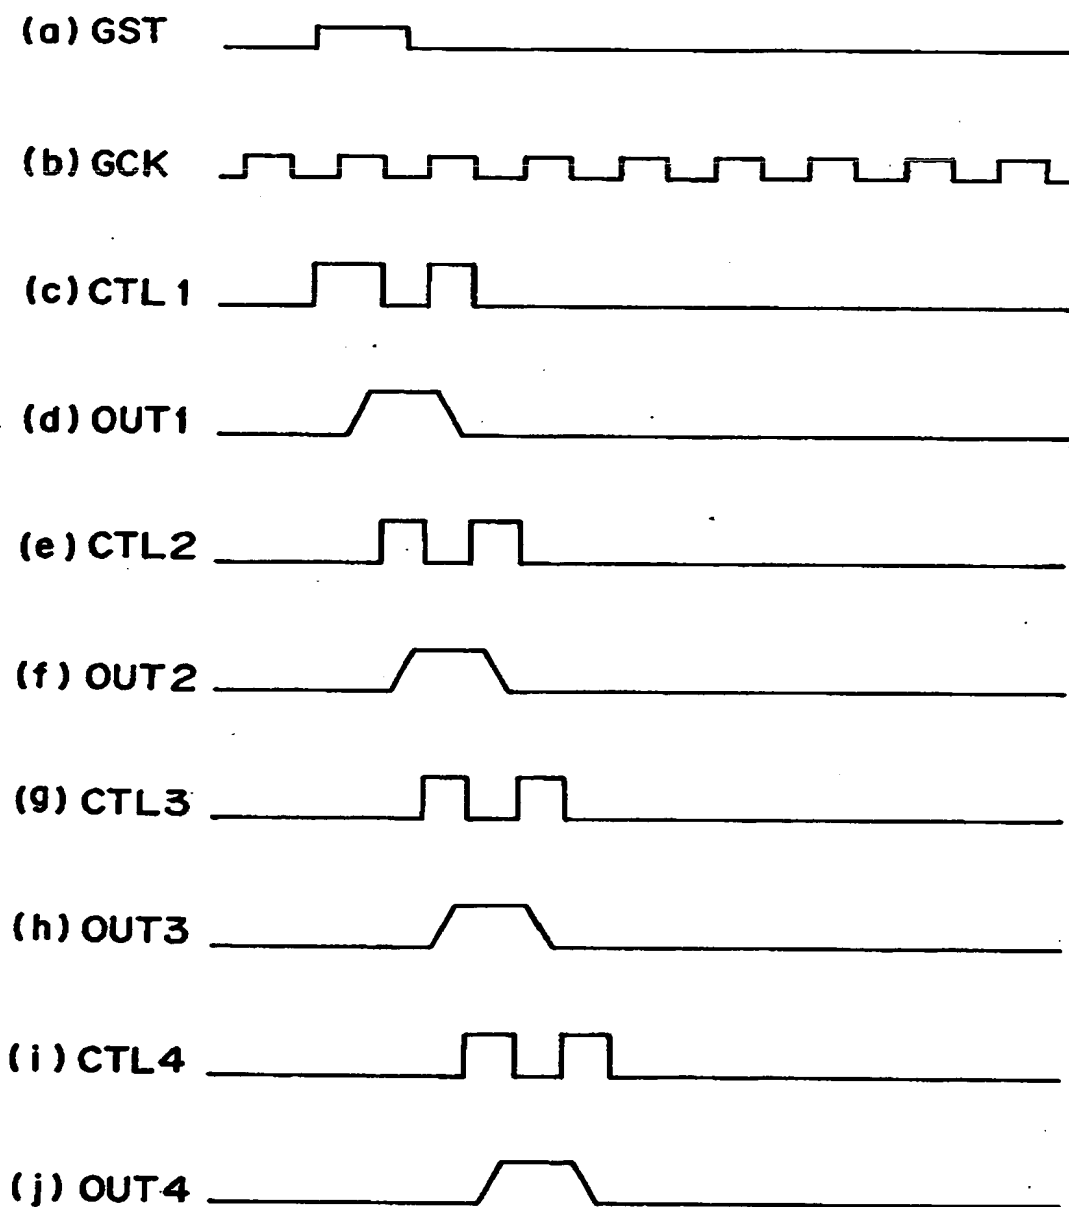 (a) GST
(b) GCK
(c) CTL1
(d) OUT1
(e) CTL2
(f) OUT2
(g) CTL3
(h) OUT3
(i) CTL4
(j) OUT4